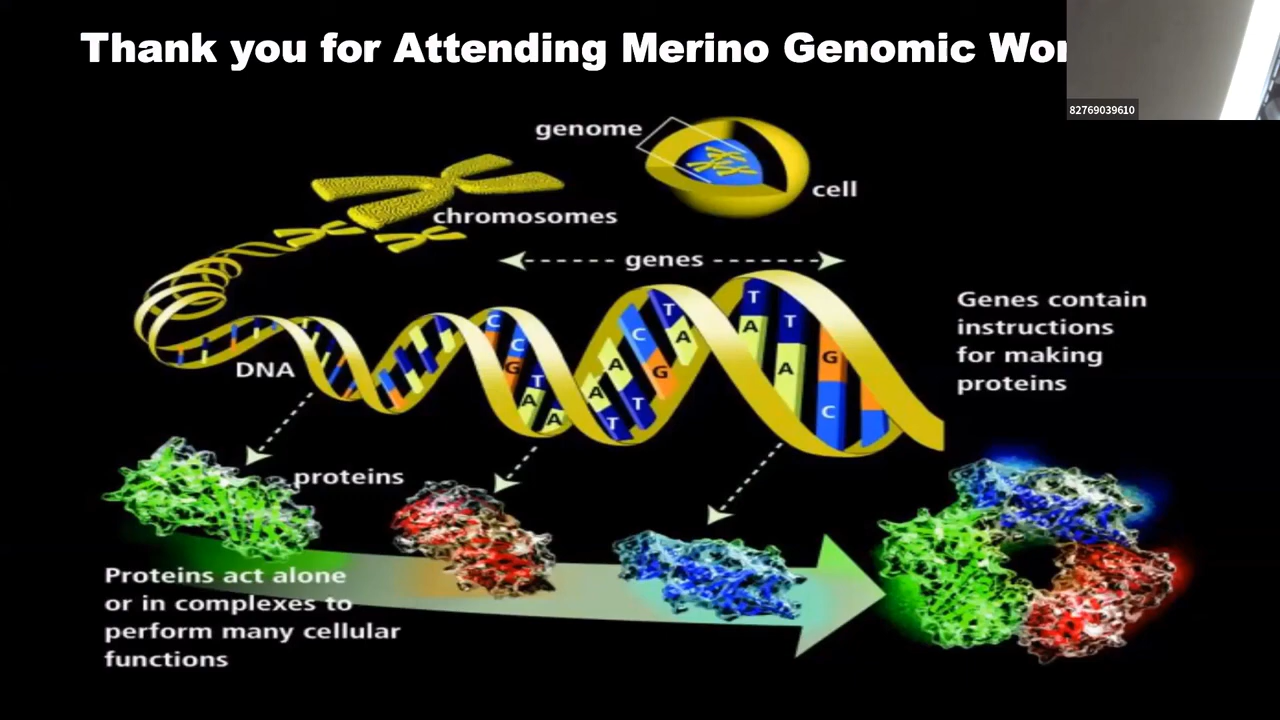 Thank you for Attending Merino Genomic
82769039610
genome
cell
chromosomes
genes
Genes contain
instructions
for making
proteins
DNA
C
C
G
T
A
A
A
A
T
T
C
G
T
A
T
A
T
A
G
C
proteins
Proteins act alone
or in complexes to
perform many cellular
functions